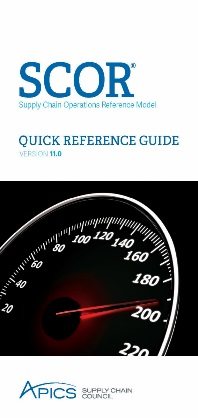 SCOR®
Supply Chain Operations Reference Model
QUICK REFERENCE GUIDE
VERSION 11.0
20
40
60
80
100
120
140
160
180
200
220
APICS SUPPLY CHAIN
COUNCIL